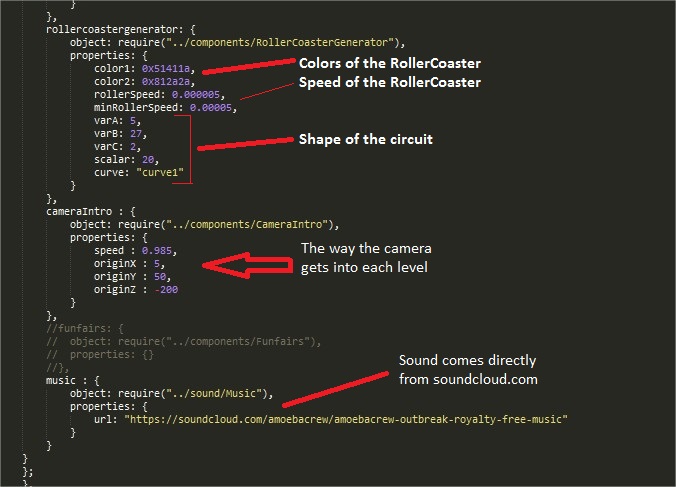 }
},
rollercoastergenerator: {
object: require("../components/RollerCoasterGenerator"),
properties: {
color1: 0x51411a,
Colors of the RollerCoaster
color2: 0x812a2a,
rollerSpeed: 0.000005,
Speed of the RollerCoaster
minRollerSpeed: 0.00005,
varA: 5,
varB: 27,
Shape of the circuit
varC: 2,
scalar: 20,
curve: "curve1"
}
},
cameraIntro : {
object: require("../components/CameraIntro"),
properties: {
speed : 0.985,
originX : 5,
originY : 50,
originZ : -200
The way the camera
gets into each level
}
},
//funfairs: {
// object: require("../components/Funfairs"),
// properties: {}
//},
music : {
object: require("../sound/Music"),
properties: {
Sound comes directly
from soundcloud.com
url: "https://soundcloud.com/amoebacrew/amoebacrew-outbreak-royalty-free-music"
}
}
}
};
},